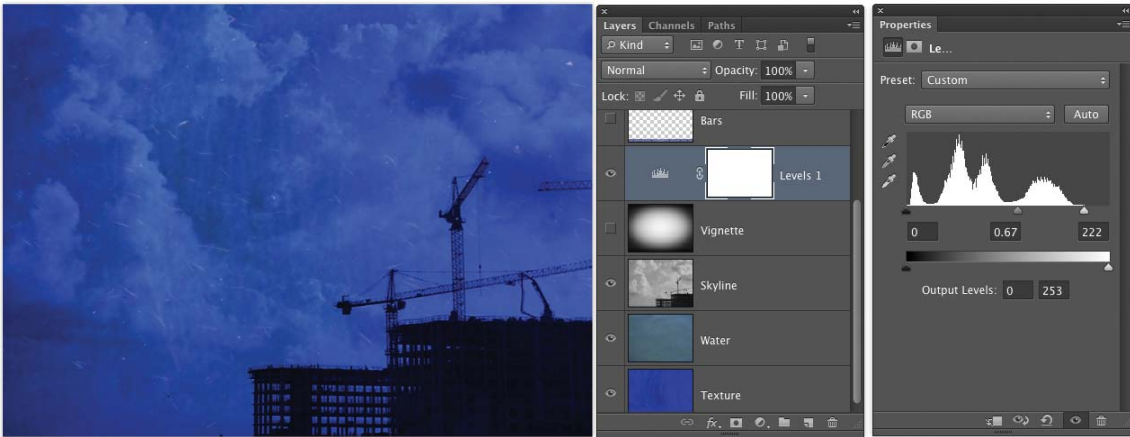 Layers Channels Paths
Kind
Normal Opacity: 100%
Lock: Fill: 100%
Bars
Levels 1
Vignette
Skyline
Water
Texture
fx.
Properties
Le...
Preset: Custom
RGB Auto
0 0.67 222
Output Levels: 0 253